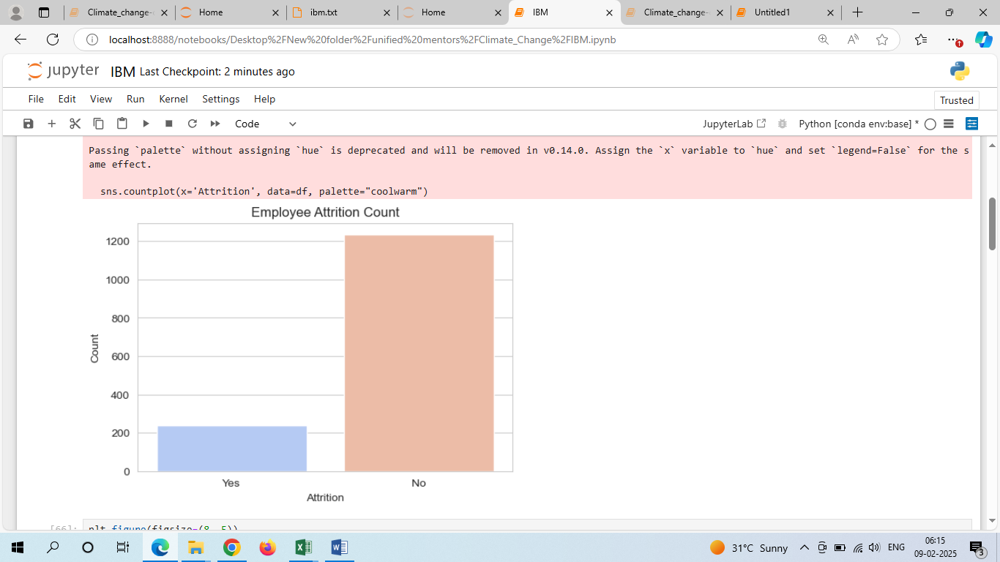 Climate_change-
Home
ibm.txt
Home
IBM
Climate_change-
Untitled1
localhost:8888/notebooks/Desktop%2FNew%20folder%2Funified%20mentors%2FClimate_Change%2FIBM.ipynb
jupyter IBM Last Checkpoint: 2 minutes ago
File Edit View Run Kernel Settings Help
Trusted
Code
JupyterLab
Python [conda env:base] *
Passing `palette` without assigning `hue` is deprecated and will be removed in v0.14.0. Assign the `x` variable to `hue` and set `legend=False` for the s
ame effect.
sns.countplot(x='Attrition', data=df, palette="coolwarm")
Employee Attrition Count
1200
1000
800
600
400
200
0
Count
Yes
No
Attrition
[66]: plt.figure(figsize=(8, 5))
31°C Sunny
ENG
06:15
09-02-2025
3